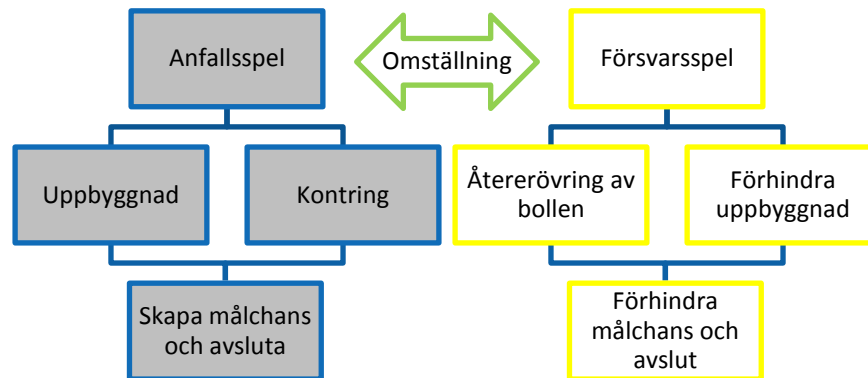 Anfallsspel
Omställning
Försvarsspel
Uppbyggnad
Kontring
Återerövring av
bollen
Förhindra
uppbyggnad
Skapa målchans
och avsluta
Förhindra
målchans och
avslut